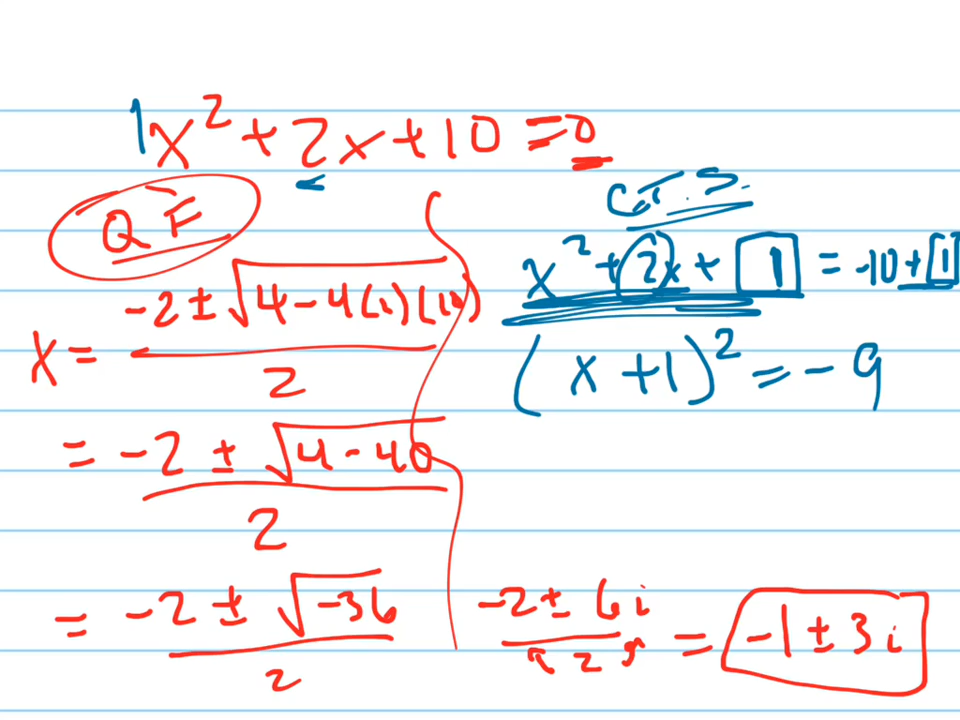 1x² + 2x + 10 = 0
QF
x = (-2 ± √(4 - 4(1)(10))) / 2
= (-2 ± √(4 - 40)) / 2
= (-2 ± √(-36)) / 2
(-2 ± 6i) / 2 = -1 ± 3i
C.T.S.
x² + 2x + 1 = -10 + 1
(x + 1)² = -9